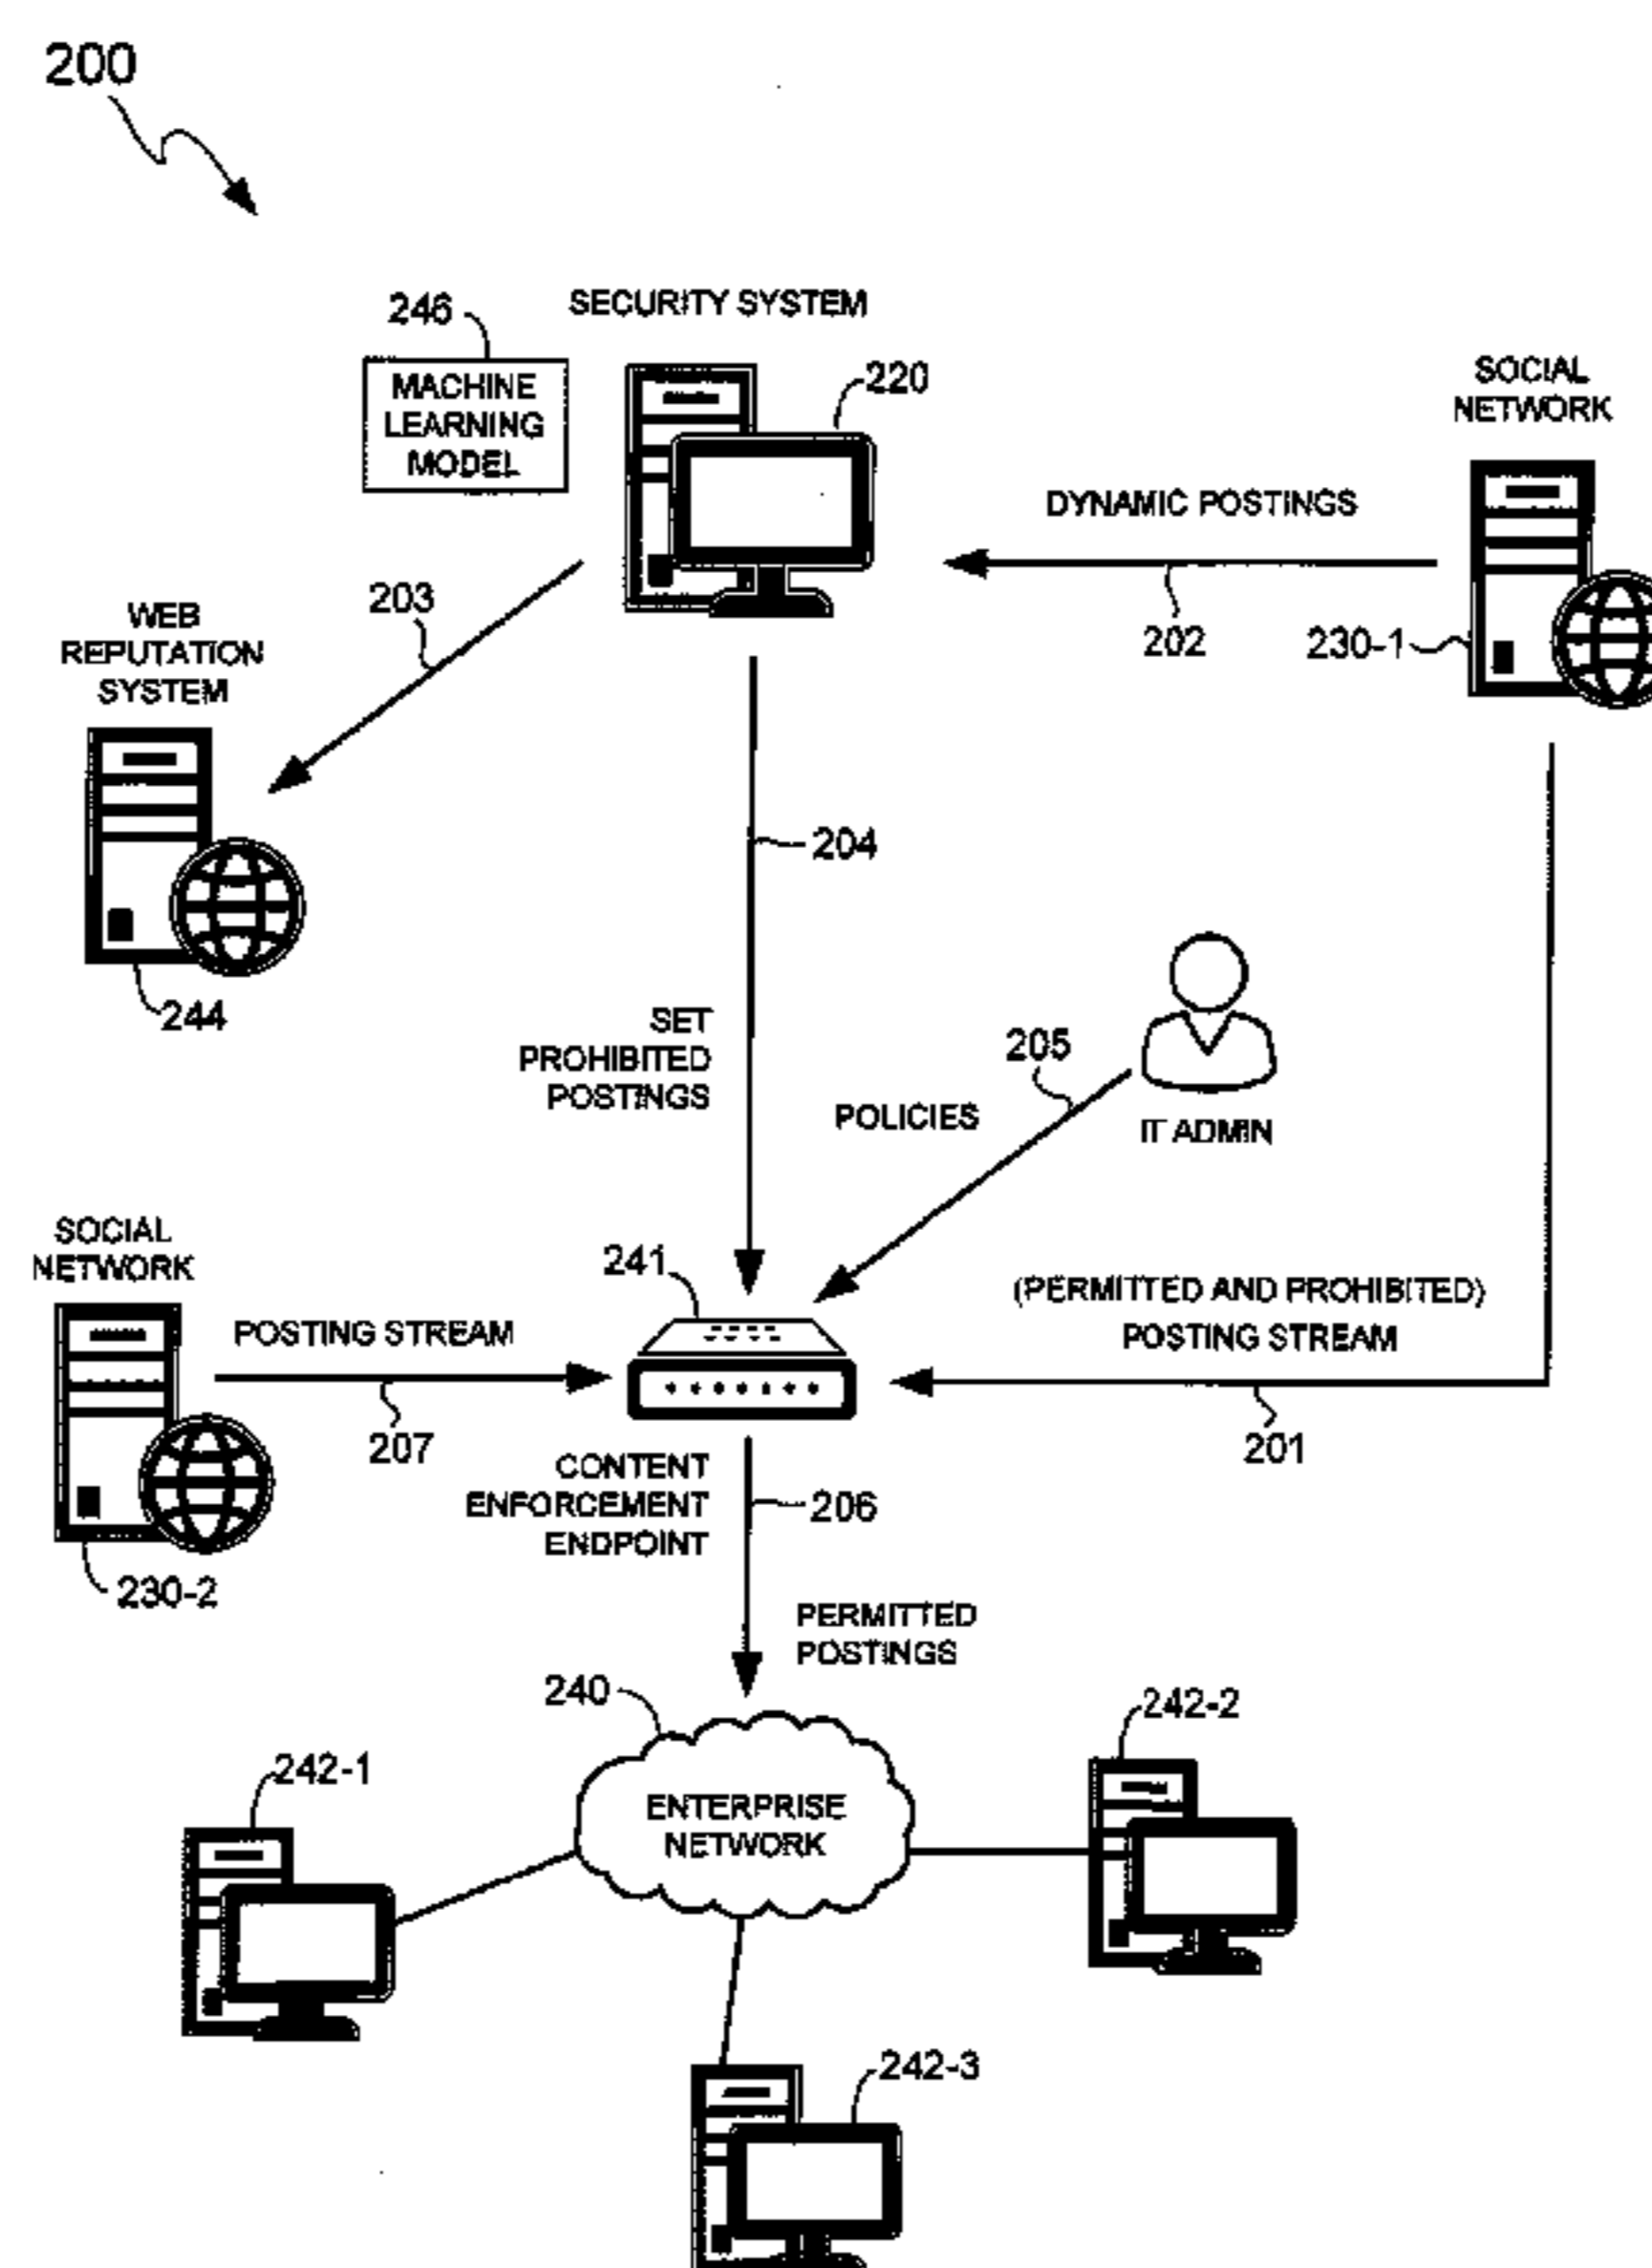 200
246
SECURITY SYSTEM
MACHINE
LEARNING
MODEL
220
SOCIAL
NETWORK
DYNAMIC POSTINGS
202
230-1
203
WEB
REPUTATION
SYSTEM
244
204
SET
PROHIBITED
POSTINGS
205
POLICIES
IT ADMIN
SOCIAL
NETWORK
241
(PERMITTED AND PROHIBITED)
POSTING STREAM
POSTING STREAM
207
201
CONTENT
ENFORCEMENT
ENDPOINT
206
230-2
PERMITTED
POSTINGS
240
242-2
242-1
ENTERPRISE
NETWORK
242-3